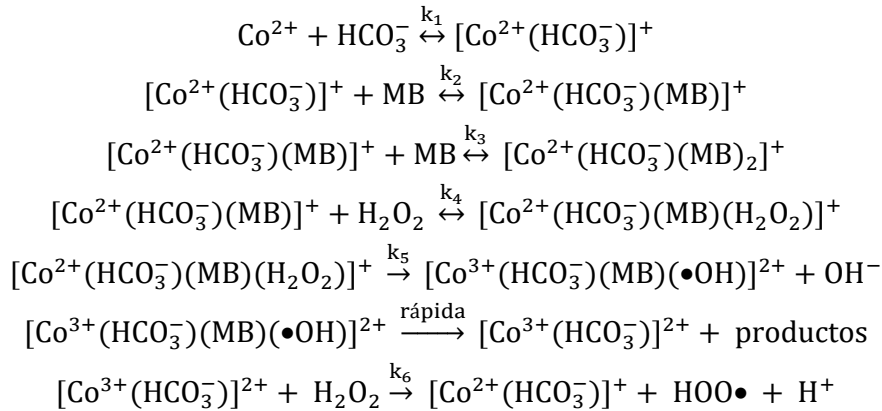 Co²⁺ + HCO₃⁻ ↔ᵏ¹ [Co²⁺(HCO₃⁻)]⁺
[Co²⁺(HCO₃⁻)]⁺ + MB ↔ᵏ² [Co²⁺(HCO₃⁻)(MB)]⁺
[Co²⁺(HCO₃⁻)(MB)]⁺ + MB ↔ᵏ³ [Co²⁺(HCO₃⁻)(MB)₂]⁺
[Co²⁺(HCO₃⁻)(MB)]⁺ + H₂O₂ ↔ᵏ⁴ [Co²⁺(HCO₃⁻)(MB)(H₂O₂)]⁺
[Co²⁺(HCO₃⁻)(MB)(H₂O₂)]⁺ →ᵏ⁵ [Co³⁺(HCO₃⁻)(MB)(•OH)]²⁺ + OH⁻
[Co³⁺(HCO₃⁻)(MB)(•OH)]²⁺ —rápida→ [Co³⁺(HCO₃⁻)]²⁺ + productos
[Co³⁺(HCO₃⁻)]²⁺ + H₂O₂ →ᵏ⁶ [Co²⁺(HCO₃⁻)]⁺ + HOO• + H⁺